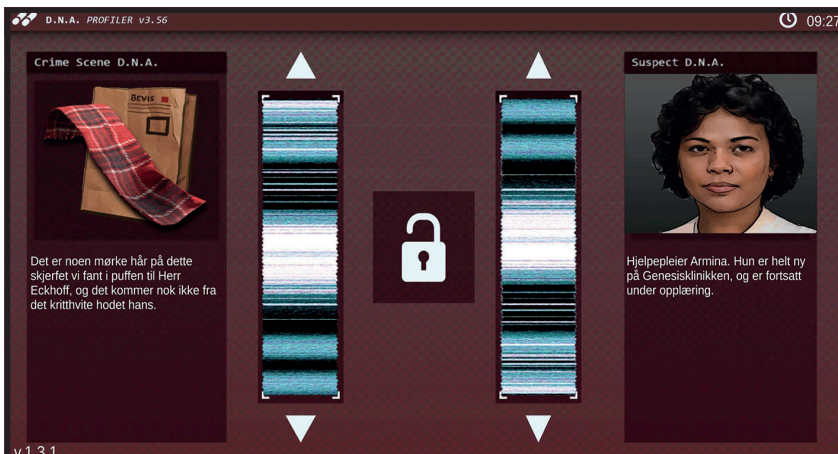 D.N.A. PROFILER v3.56
09:27
Crime Scene D.N.A.
BEVIS
Det er noen mørke hår på dette
skjerfet vi fant i puffen til Herr
Eckhoff, og det kommer nok ikke fra
det kritthvite hodet hans.
Suspect D.N.A.
Hjelpepleier Armina. Hun er helt ny
på Genesisklinikken, og er fortsatt
under opplæring.
v.1.3.1